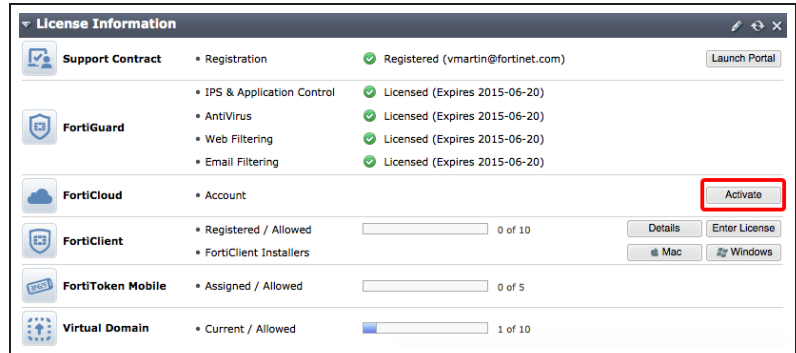 License Information
Support Contract • Registration Registered (vmartin@fortinet.com) Launch Portal
FortiGuard
• IPS & Application Control Licensed (Expires 2015-06-20)
• AntiVirus Licensed (Expires 2015-06-20)
• Web Filtering Licensed (Expires 2015-06-20)
• Email Filtering Licensed (Expires 2015-06-20)
FortiCloud • Account Activate
FortiClient
• Registered / Allowed 0 of 10 Details Enter License
• FortiClient Installers Mac Windows
FortiToken Mobile • Assigned / Allowed 0 of 5
Virtual Domain • Current / Allowed 1 of 10